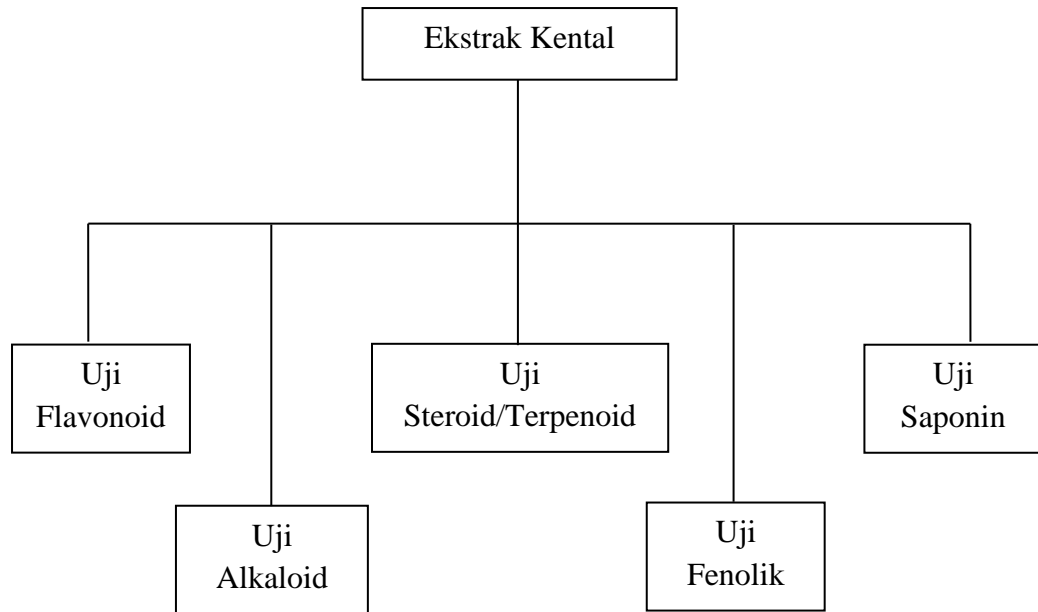 Ekstrak Kental
Uji
Flavonoid
Uji
Steroid/Terpenoid
Uji
Saponin
Uji
Alkaloid
Uji
Fenolik